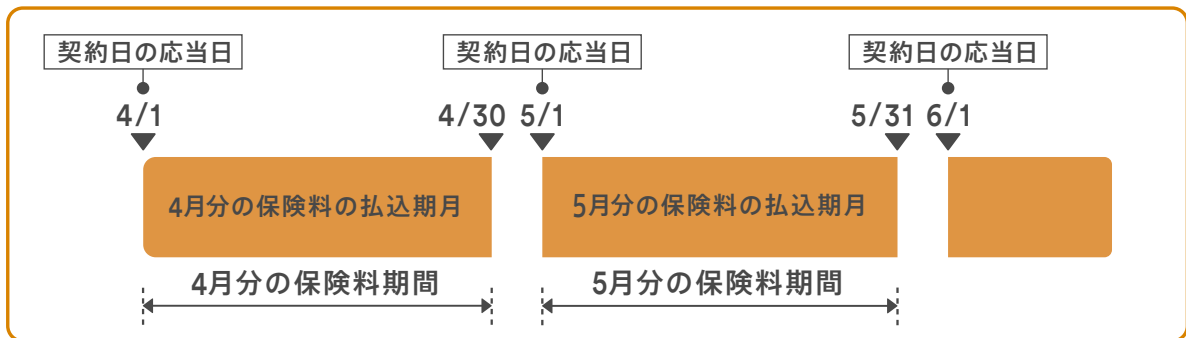 契約日の応当日 契約日の応当日 契約日の応当日
4/1 4/30 5/1 5/31 6/1
4月分の保険料の払込期月 5月分の保険料の払込期月
4月分の保険料期間 5月分の保険料期間